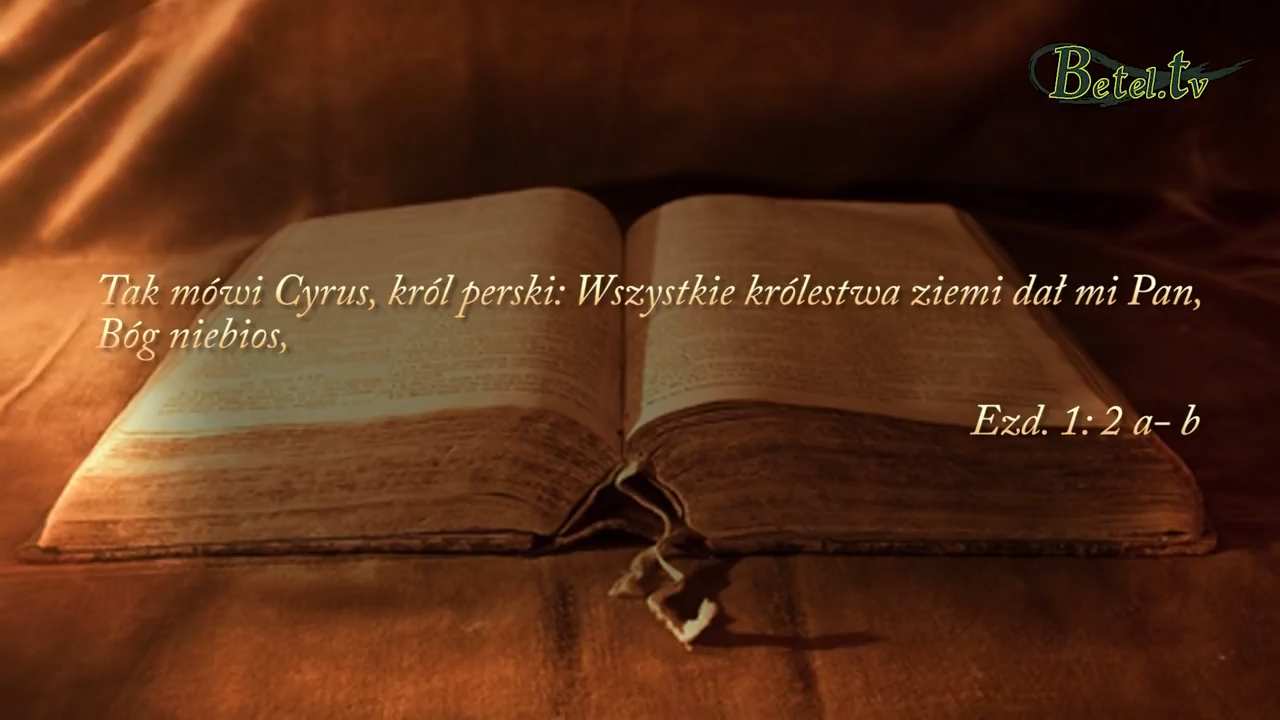 Betel.tv
Tak mówi Cyrus, król perski: Wszystkie królestwa ziemi dał mi Pan,
Bóg niebios,
Ezd. 1: 2 a- b